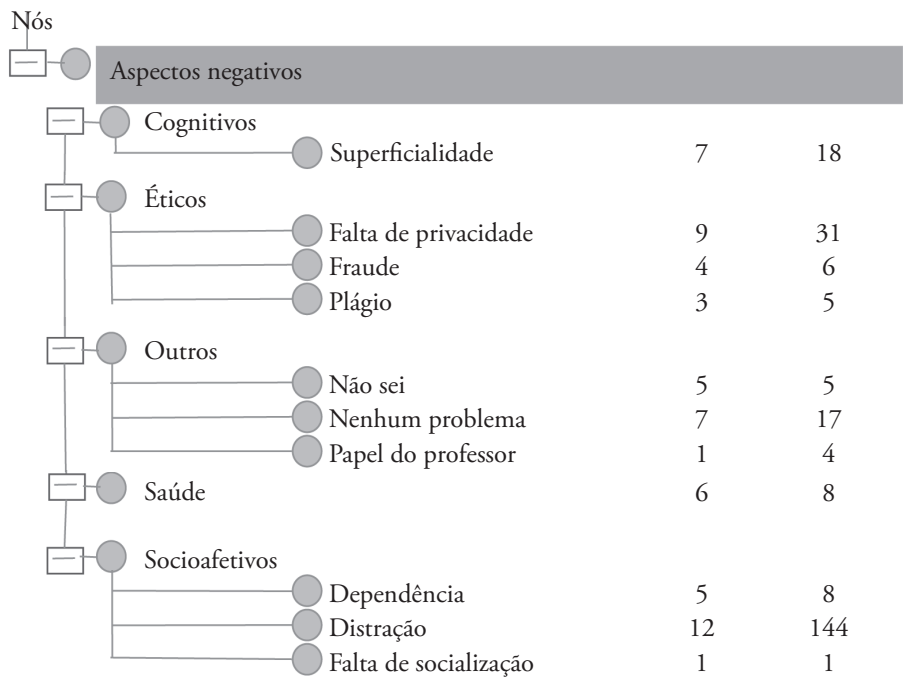 Nós
Aspectos negativos
Cognitivos
Superficialidade 7 18
Éticos
Falta de privacidade 9 31
Fraude 4 6
Plágio 3 5
Outros
Não sei 5 5
Nenhum problema 7 17
Papel do professor 1 4
Saúde 6 8
Socioafetivos
Dependência 5 8
Distração 12 144
Falta de socialização 1 1